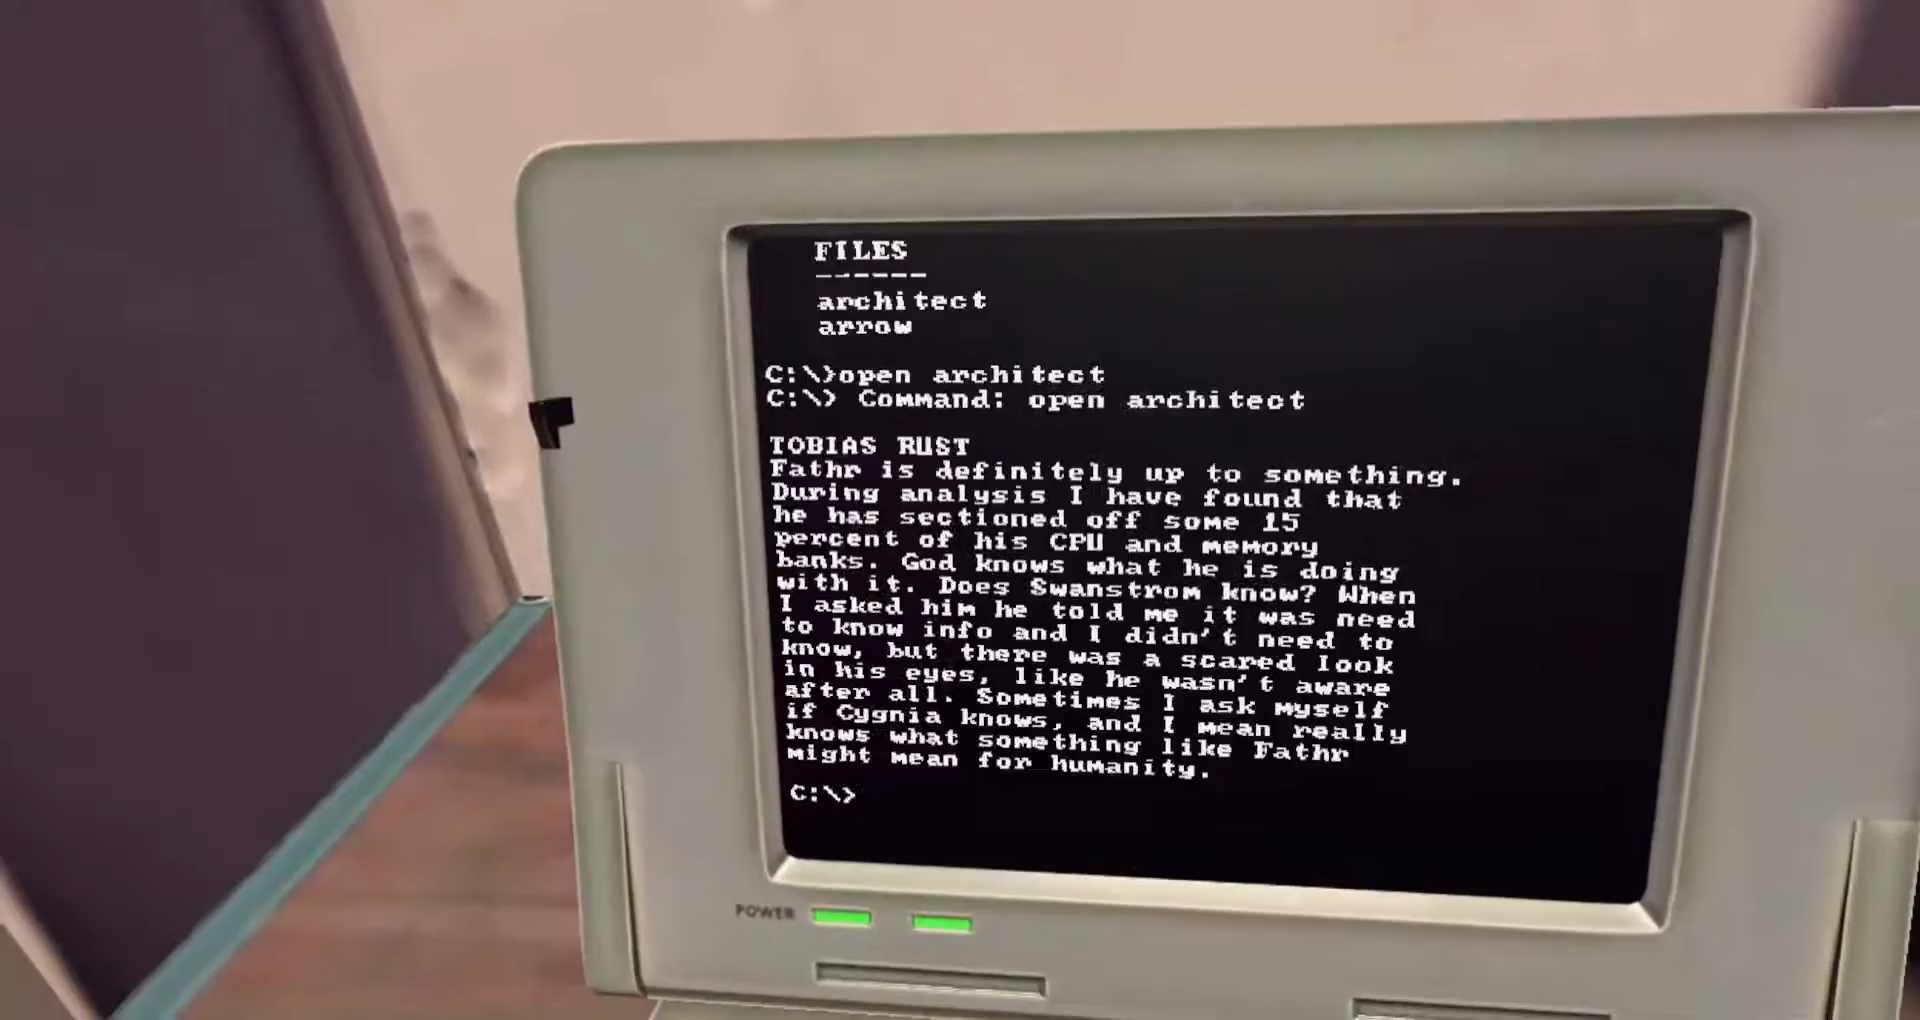 FILES
------
architect
arrow
C:\>open architect
C:\> Command: open architect
TOBIAS RUST
Fathr is definitely up to something.
During analysis I have found that
he has sectioned off some 15
percent of his CPU and memory
banks. God knows what he is doing
with it. Does Swanstrom know? When
I asked him he told me it was need
to know info and I didn't need to
know, but there was a scared look
in his eyes, like he wasn't aware
after all. Sometimes I ask myself
if Cygnia knows, and I mean really
knows what something like Fathr
might mean for humanity.
C:\>
POWER